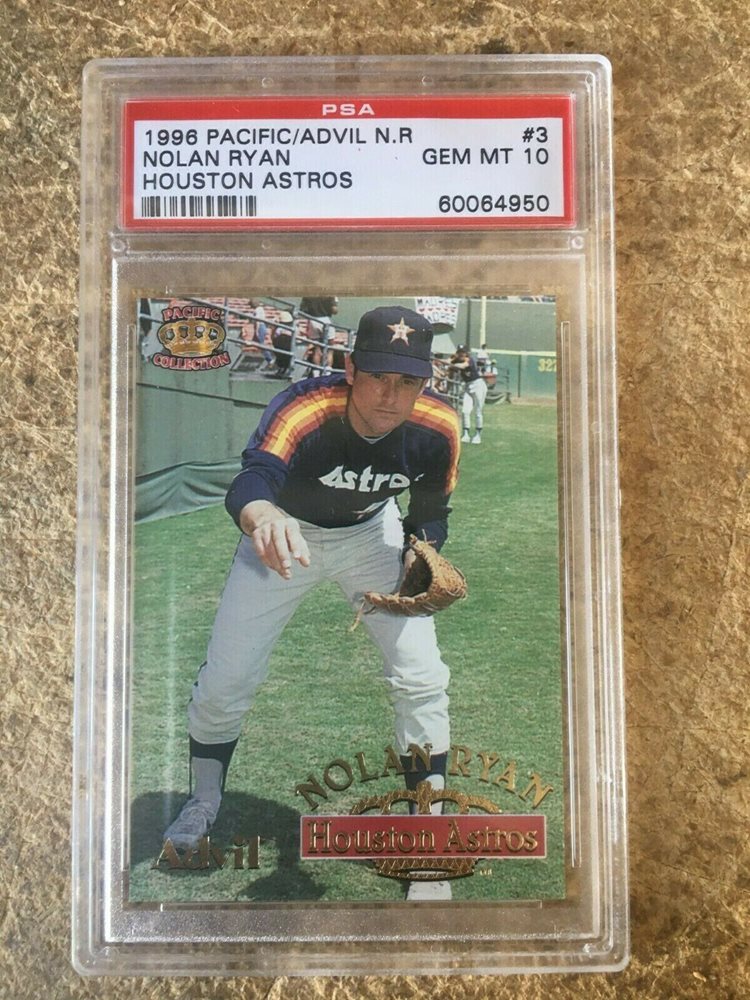 PSA
1996 PACIFIC/ADVIL N.R #3
NOLAN RYAN GEM MT 10
HOUSTON ASTROS
60064950
PACIFIC
COLLECTION
Astros
NOLAN RYAN
Houston Astros
Advil